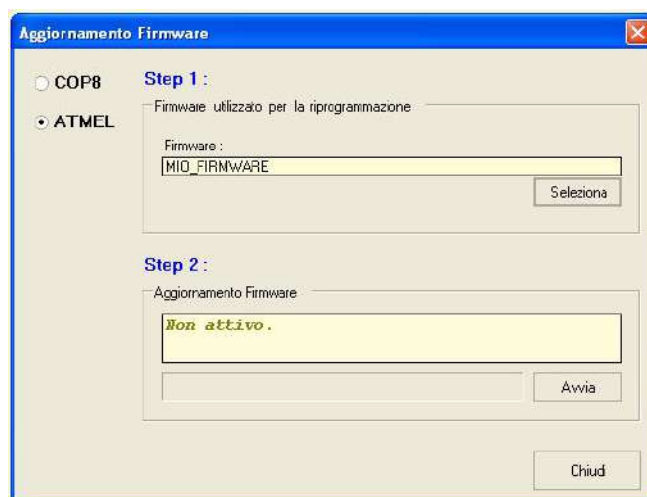 Aggiornamento Firmware
COP8
ATMEL
Step 1 :
Firmware utilizzato per la riprogrammazione
Firmware :
MIO_FIRMWARE
Seleziona
Step 2 :
Aggiornamento Firmware
Non attivo.
Avvia
Chiudi